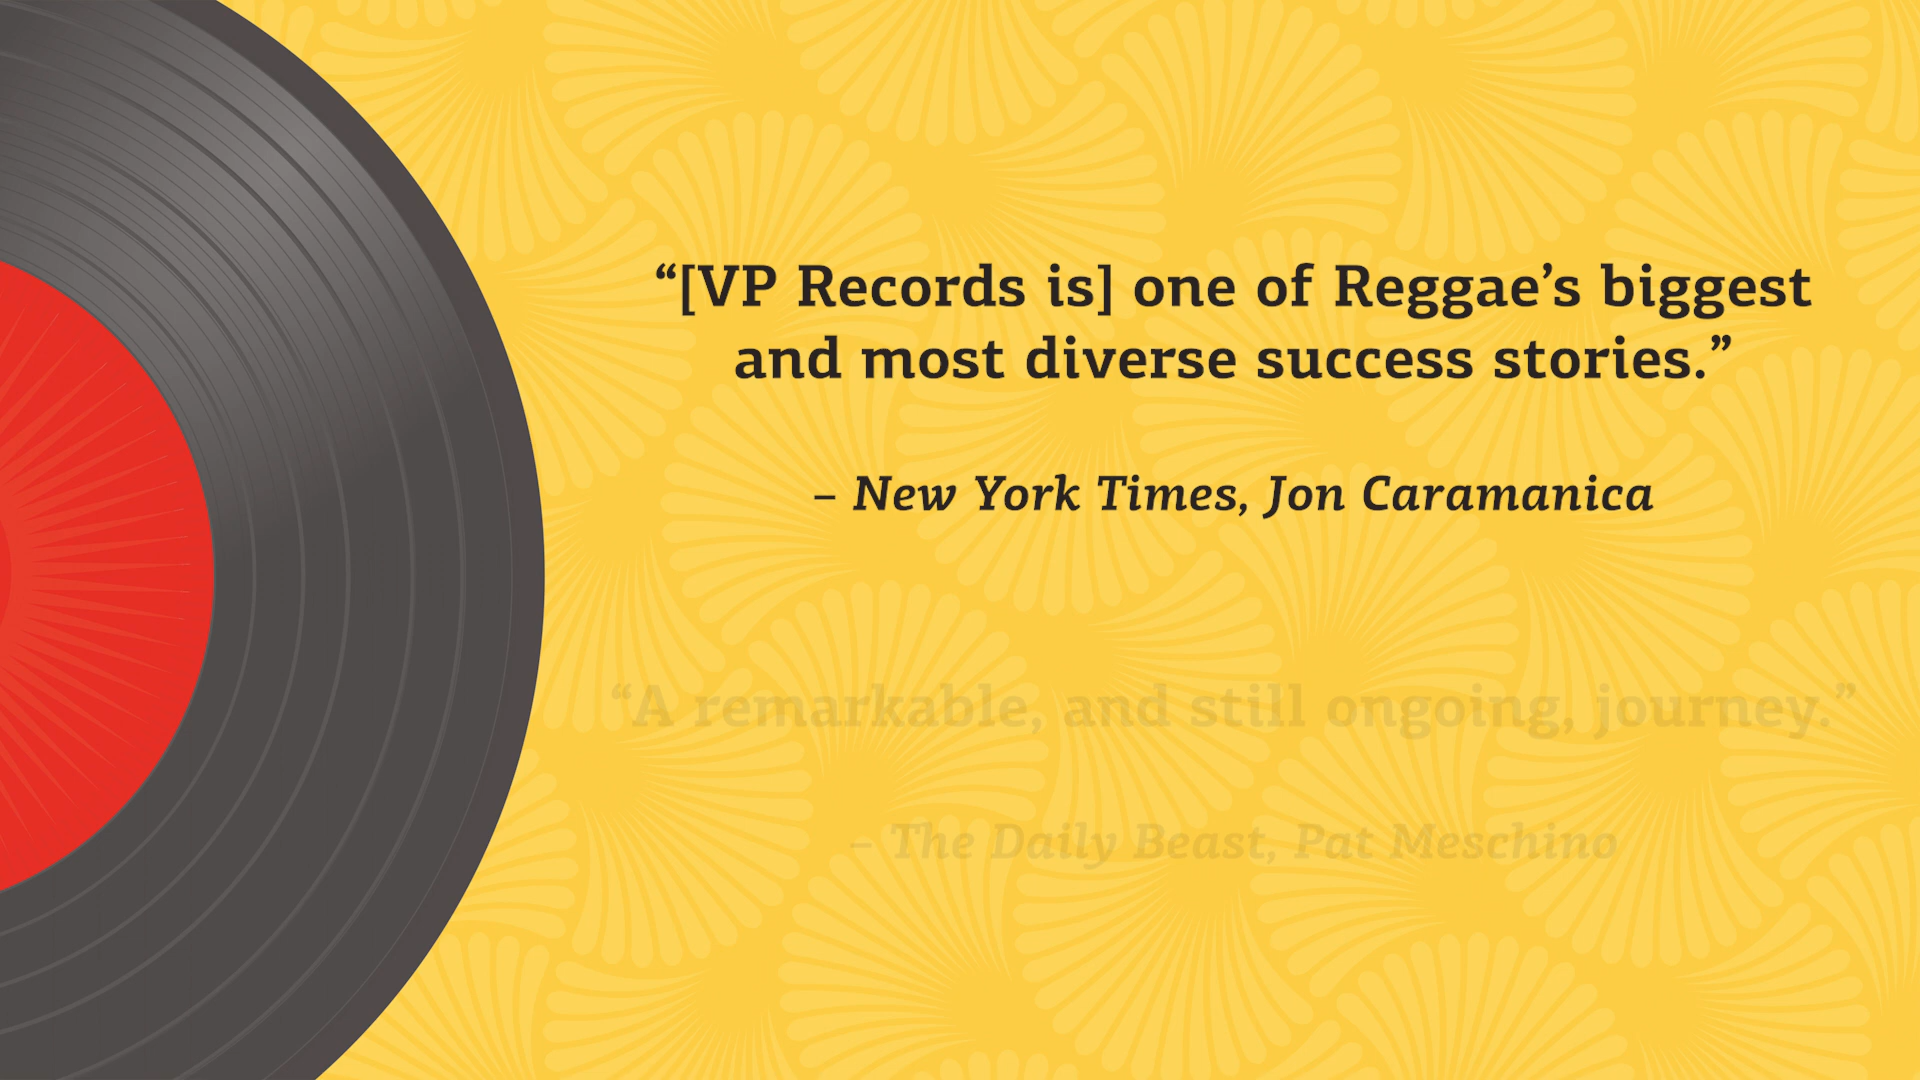 “[VP Records is] one of Reggae’s biggest
and most diverse success stories.”
– New York Times, Jon Caramanica
“A remarkable, and still ongoing, journey.”
– The Daily Beast, Pat Meschino